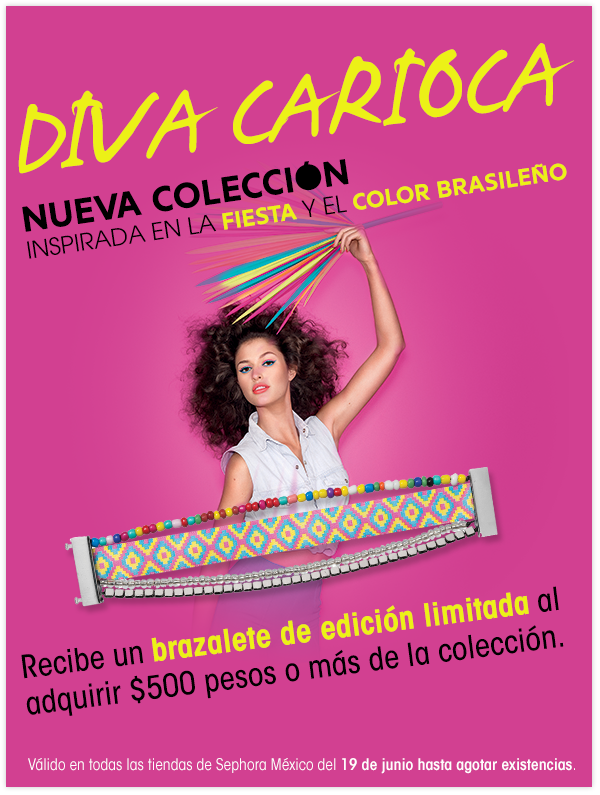 DIVA CARIOCA
NUEVA COLECCIÓN
INSPIRADA EN LA FIESTA Y EL COLOR BRASILEÑO
Recibe un brazalete de edición limitada al
adquirir $500 pesos o más de la colección.
Válido en todas las tiendas de Sephora México del 19 de junio hasta agotar existencias.